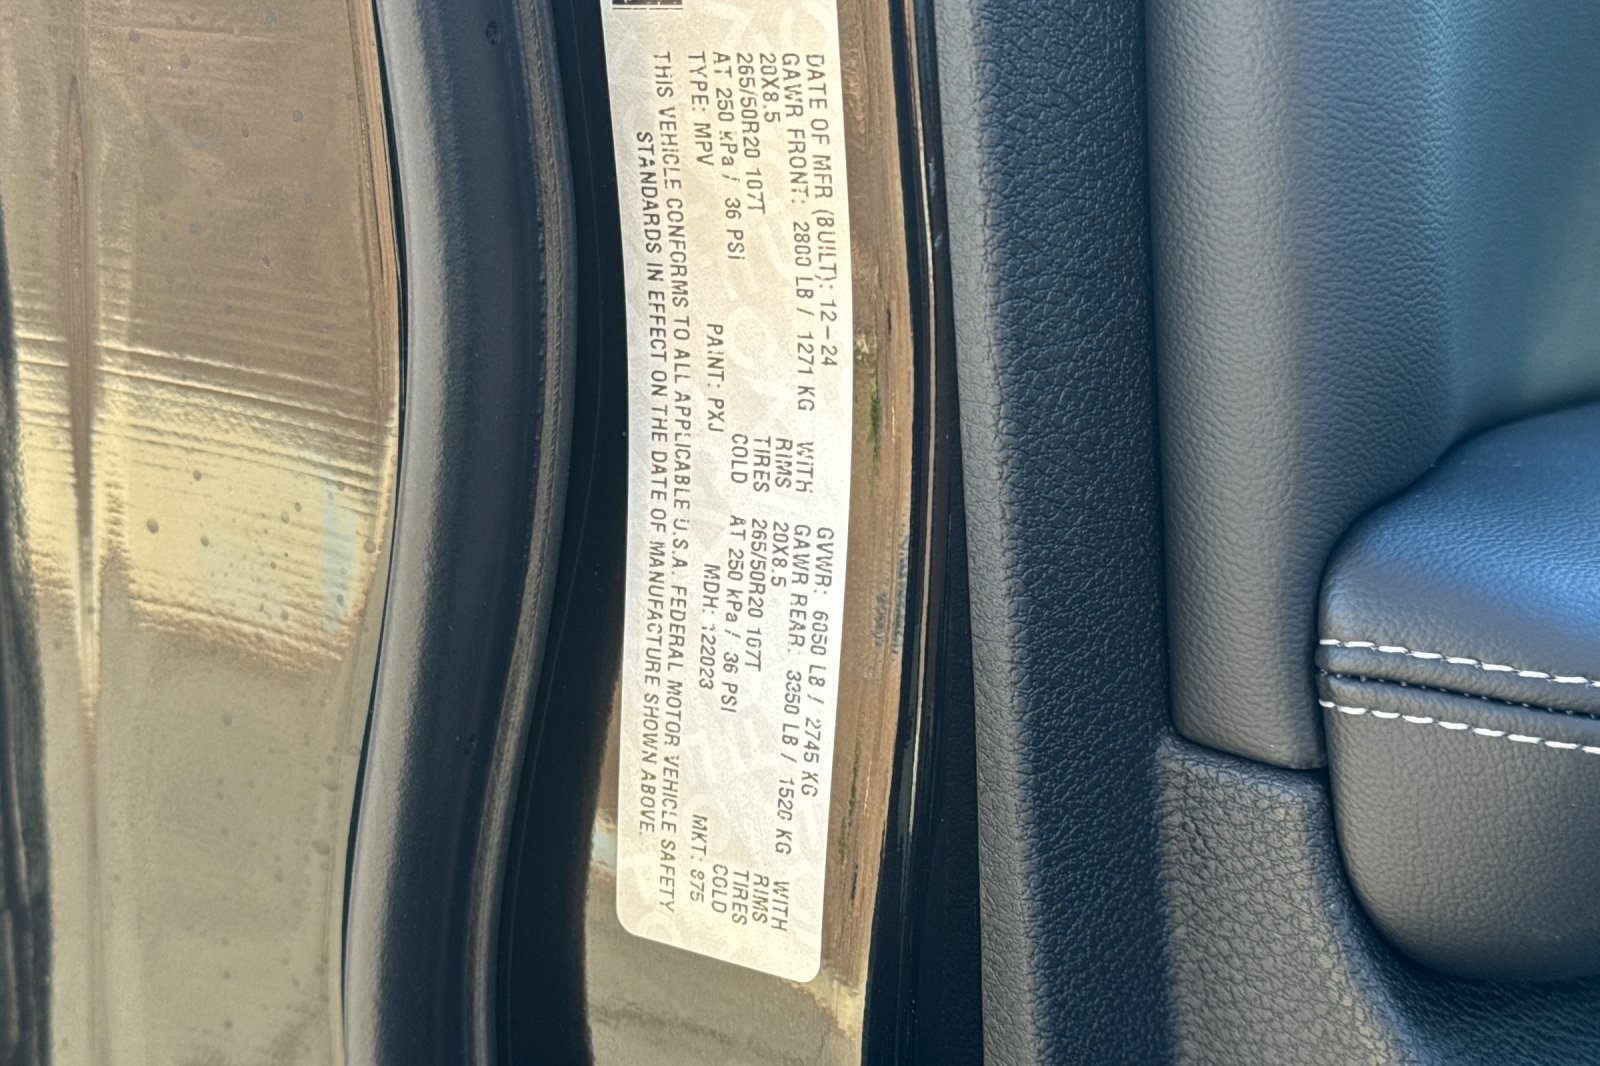 DATE OF MFR (BUILT): 12-24 GVWR: 6050 LB / 2745 KG
GAWR FRONT: 2800 LB / 1271 KG WITH GAWR REAR: 3350 LB / 1520 KG WITH
20X8.5 RIMS 20X8.5 RIMS
265/50R20 107T TIRES 265/50R20 107T TIRES
AT 250 kPa / 36 PSI COLD AT 250 kPa / 36 PSI COLD
TYPE: MPV PAINT: PXJ MDH: 122023 MKT: 875
THIS VEHICLE CONFORMS TO ALL APPLICABLE U.S.A. FEDERAL MOTOR VEHICLE SAFETY
STANDARDS IN EFFECT ON THE DATE OF MANUFACTURE SHOWN ABOVE.